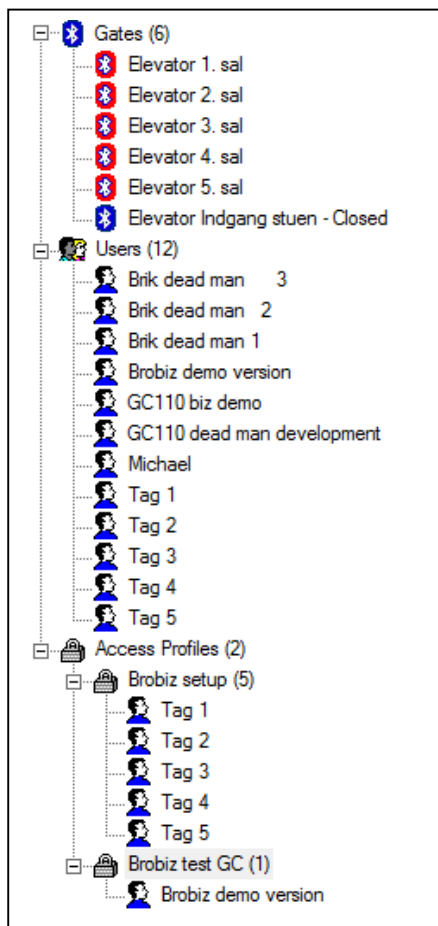 Gates (6)
Elevator 1. sal
Elevator 2. sal
Elevator 3. sal
Elevator 4. sal
Elevator 5. sal
Elevator Indgang stuen - Closed
Users (12)
Brik dead man 3
Brik dead man 2
Brik dead man 1
Brobiz demo version
GC110 biz demo
GC110 dead man development
Michael
Tag 1
Tag 2
Tag 3
Tag 4
Tag 5
Access Profiles (2)
Brobiz setup (5)
Tag 1
Tag 2
Tag 3
Tag 4
Tag 5
Brobiz test GC (1)
Brobiz demo version